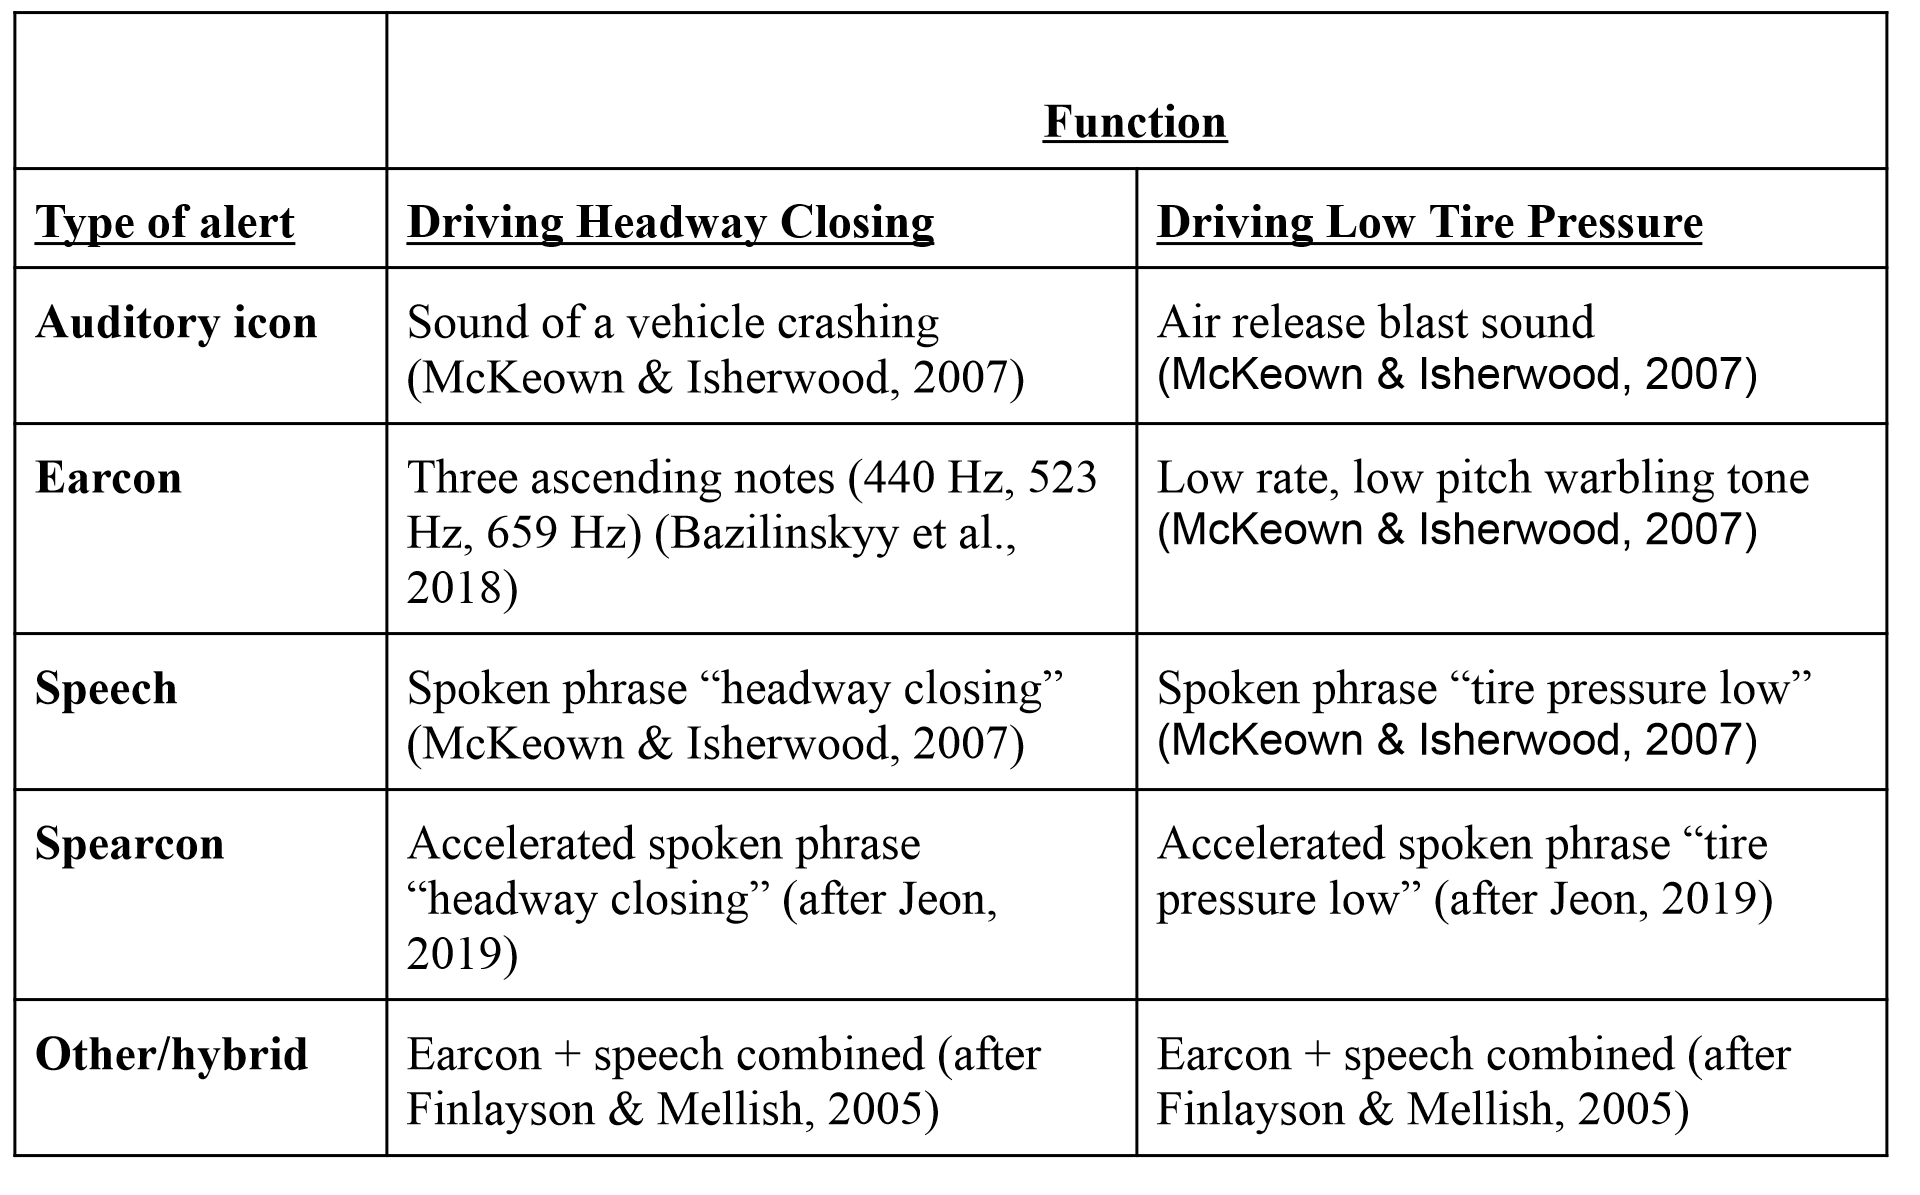 Function
Type of alert
Driving Headway Closing
Driving Low Tire Pressure
Auditory icon
Sound of a vehicle crashing
(McKeown & Isherwood, 2007)
Air release blast sound
(McKeown & Isherwood, 2007)
Earcon
Three ascending notes (440 Hz, 523
Hz, 659 Hz) (Bazilinskyy et al.,
2018)
Low rate, low pitch warbling tone
(McKeown & Isherwood, 2007)
Speech
Spoken phrase “headway closing”
(McKeown & Isherwood, 2007)
Spoken phrase “tire pressure low”
(McKeown & Isherwood, 2007)
Spearcon
Accelerated spoken phrase
“headway closing” (after Jeon,
2019)
Accelerated spoken phrase “tire
pressure low” (after Jeon, 2019)
Other/hybrid
Earcon + speech combined (after
Finlayson & Mellish, 2005)
Earcon + speech combined (after
Finlayson & Mellish, 2005)